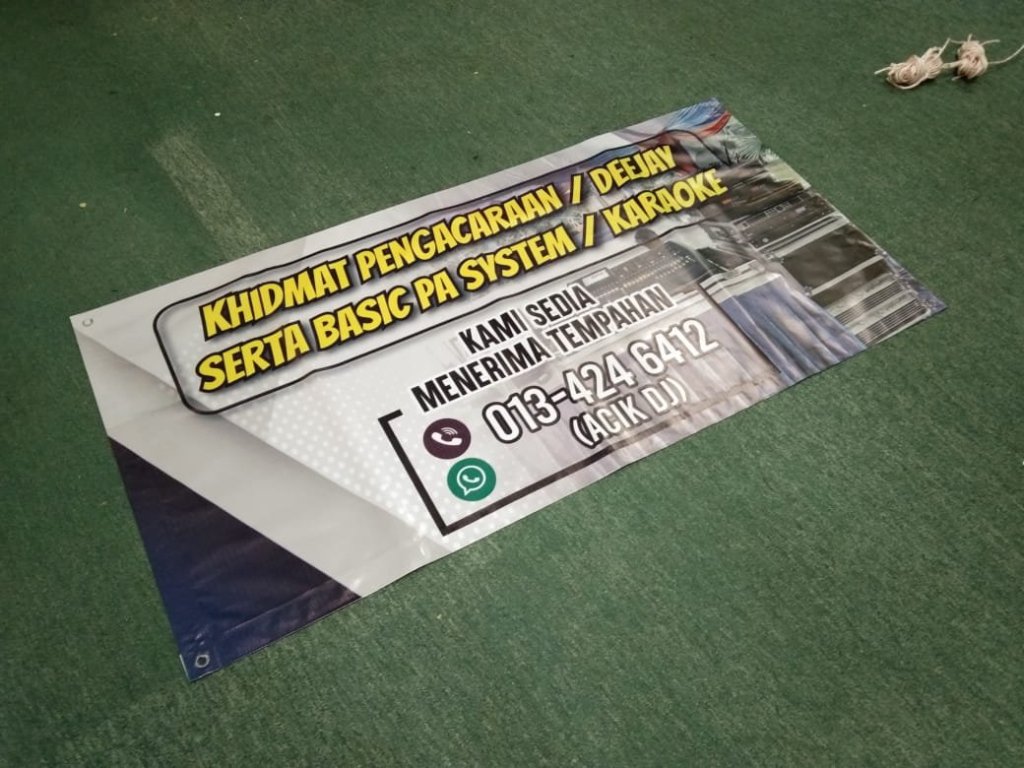 KHIDMAT PENGACARAAN / DEEJAY
SERTA BASIC PA SYSTEM / KARAOKE
KAMI SEDIA
MENERIMA TEMPAHAN
013-424 6412
(ACIK DJ)